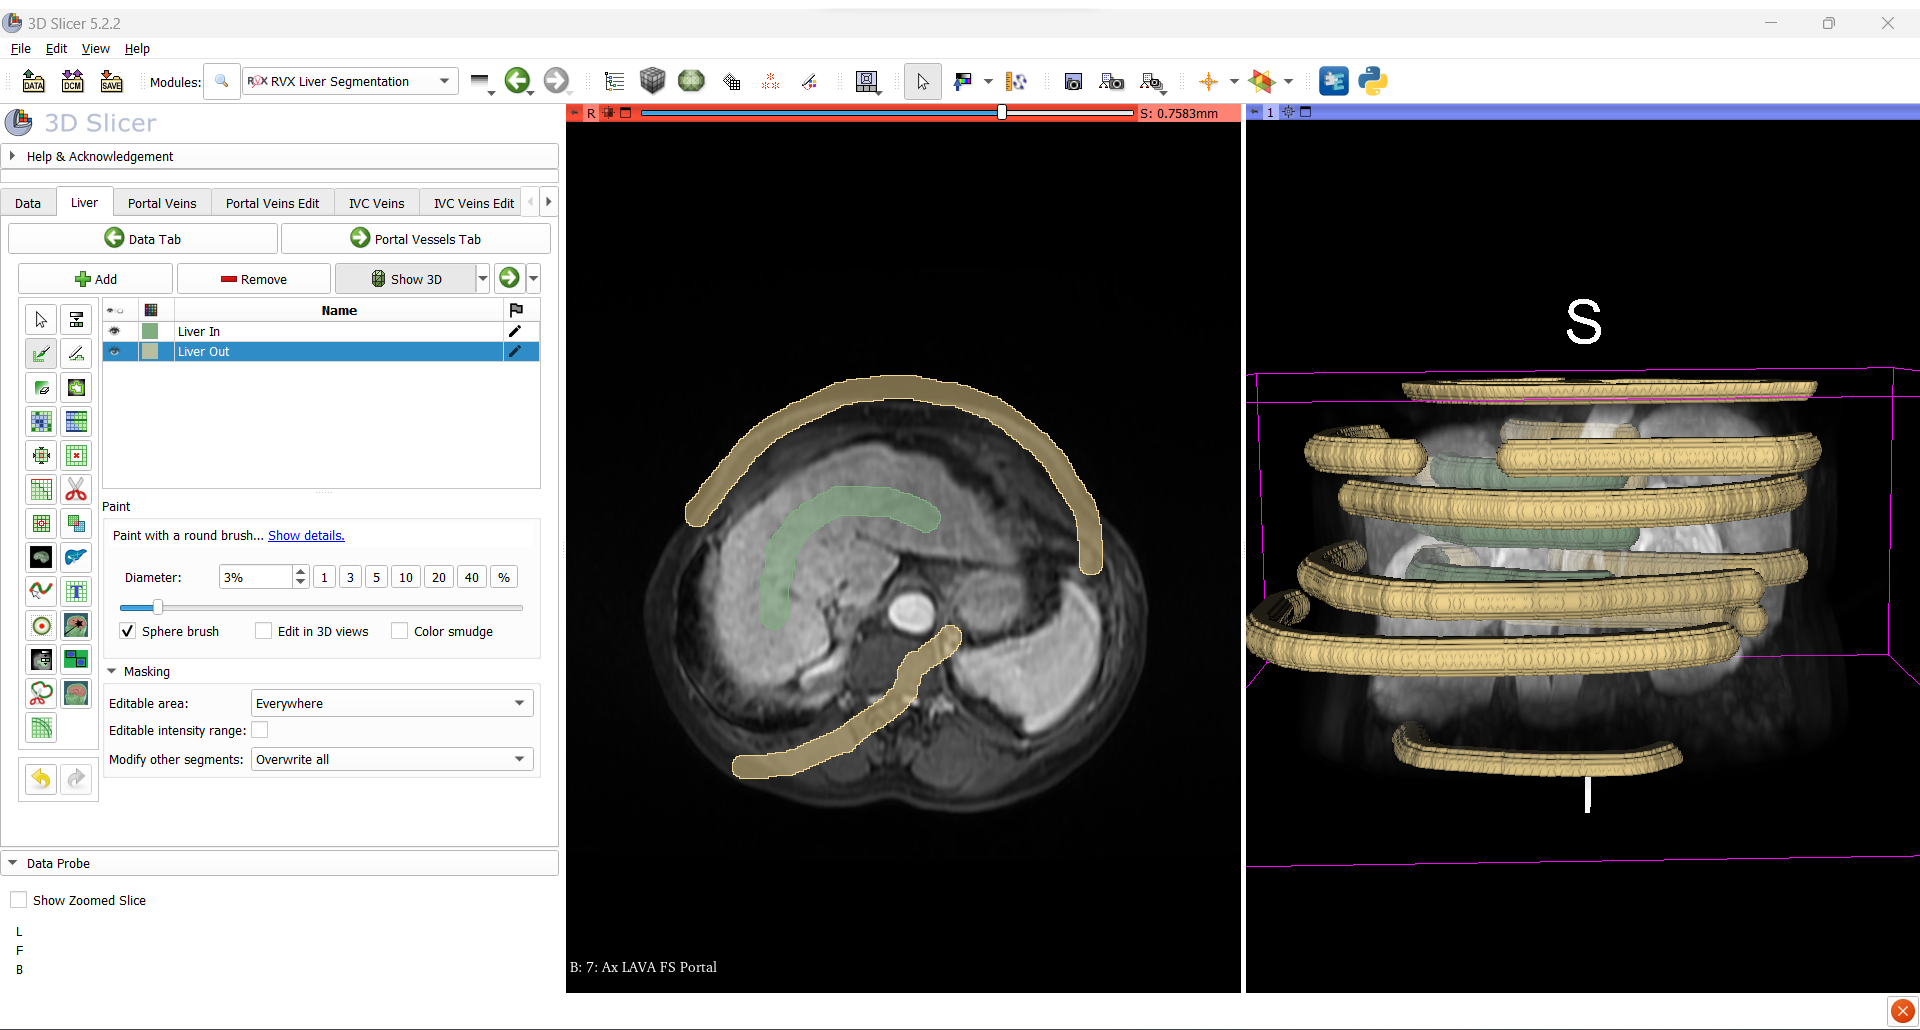 3D Slicer 5.2.2
File Edit View Help
DATA DCM SAVE Modules: RVX RVX Liver Segmentation
R S: 0.7583mm 1
3D Slicer
Help & Acknowledgement
Data Liver Portal Veins Portal Veins Edit IVC Veins IVC Veins Edit
Data Tab Portal Vessels Tab
Add Remove Show 3D
Name
Liver In
Liver Out
Paint
Paint with a round brush... Show details.
Diameter: 3% 1 3 5 10 20 40 %
Sphere brush Edit in 3D views Color smudge
Masking
Editable area: Everywhere
Editable intensity range:
Modify other segments: Overwrite all
Data Probe
Show Zoomed Slice
L
F
B
B: 7: Ax LAVA FS Portal
S
I